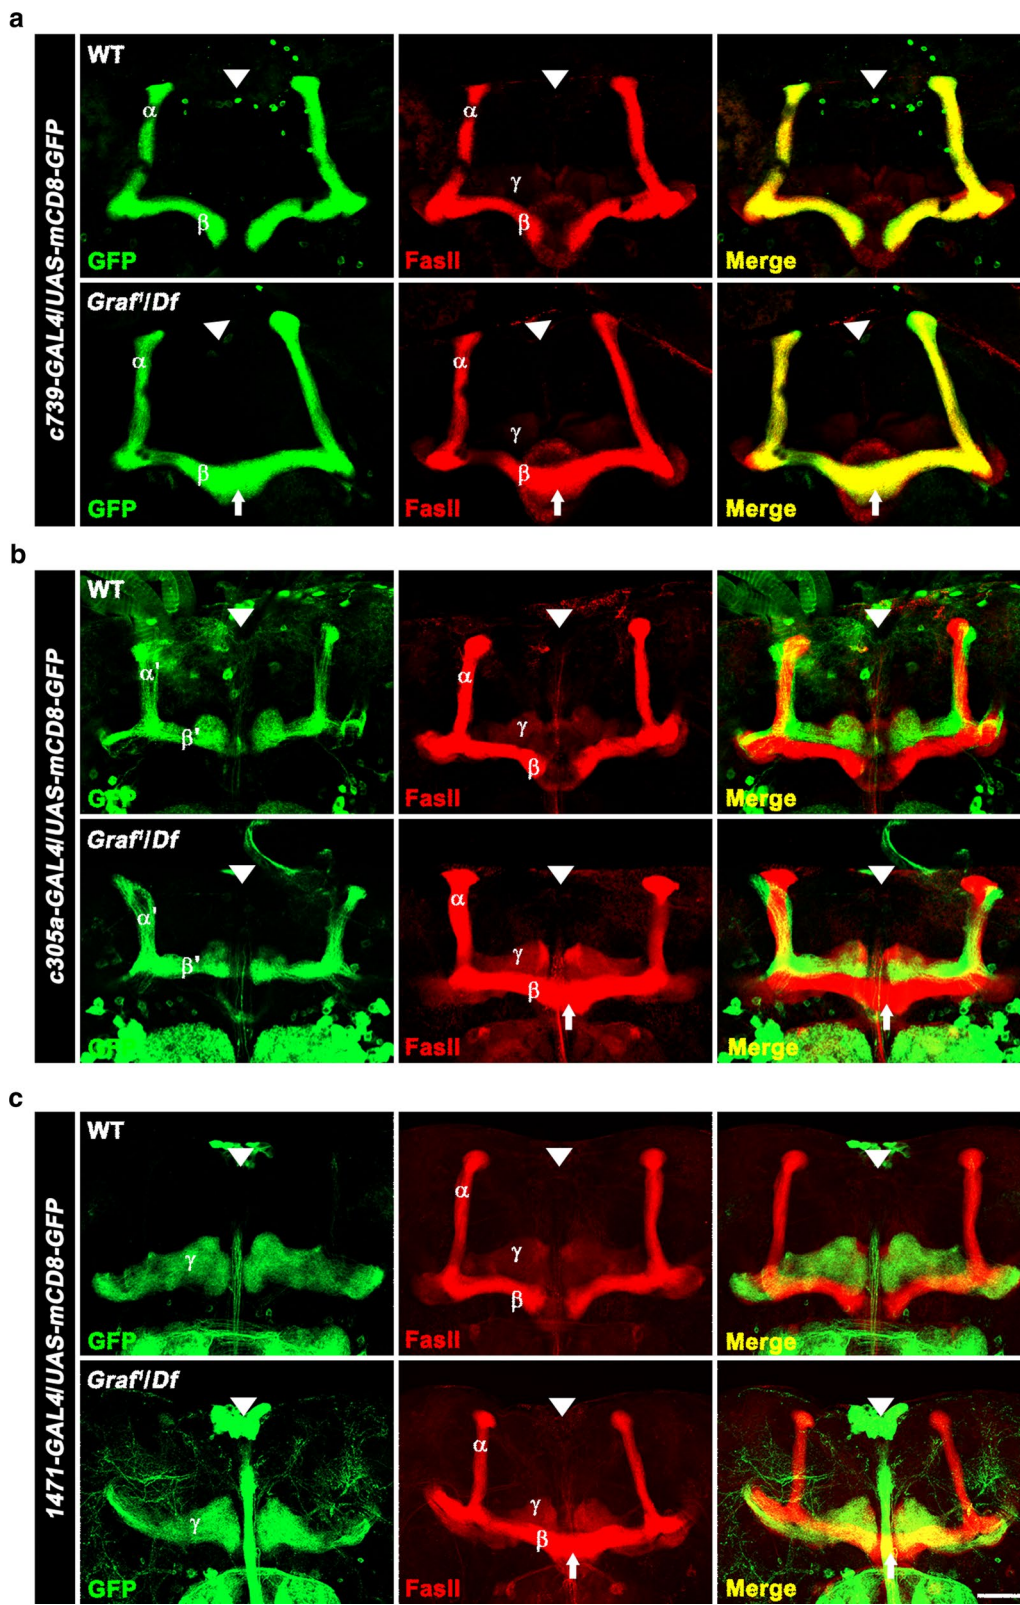 a
c739-GAL4/UAS-mCD8-GFP
WT
α
β
GFP
α
γ
β
FasII
Merge
Graf¹/Df
α
β
GFP
α
γ
β
FasII
Merge
b
c305a-GAL4/UAS-mCD8-GFP
WT
α'
β'
GFP
α
γ
β
FasII
Merge
Graf¹/Df
α'
β'
GFP
α
γ
β
FasII
Merge
c
1471-GAL4/UAS-mCD8-GFP
WT
γ
GFP
α
γ
β
FasII
Merge
Graf¹/Df
γ
GFP
α
γ
β
FasII
Merge